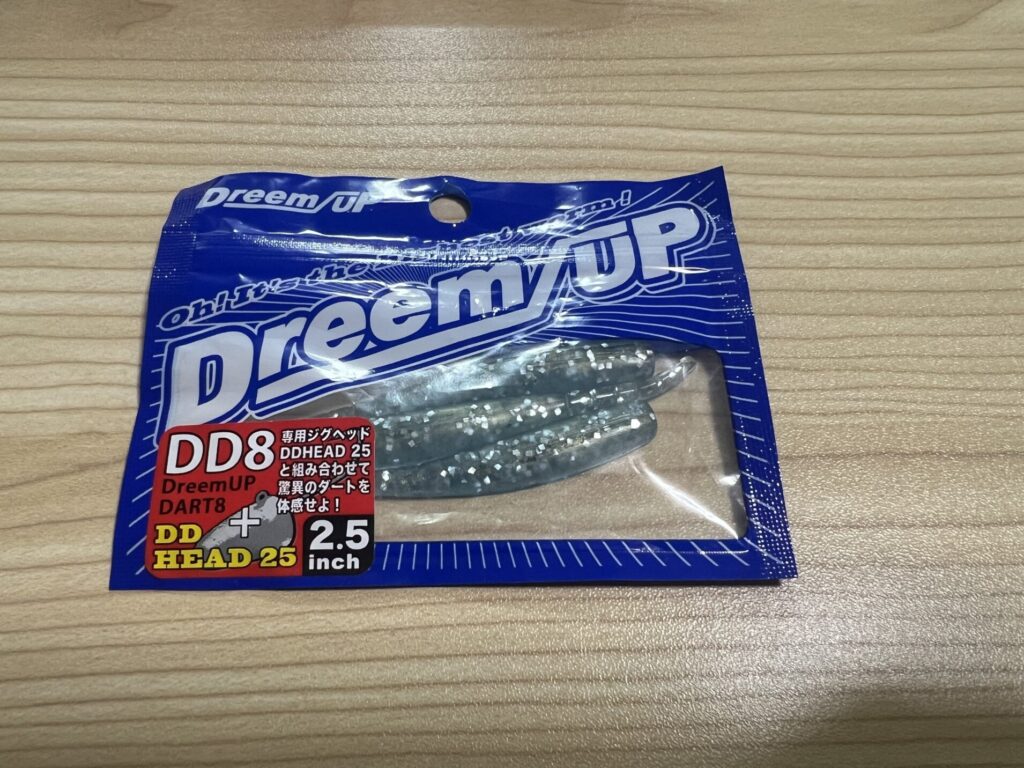 Dreem UP
Oh! It's the
Dreem UP
DD8
DreemUP
DART8
専用ジグヘッド
DDHEAD 25
と組み合わせて
驚異のダートを
体感せよ!
+
DD
HEAD 25
2.5
inch